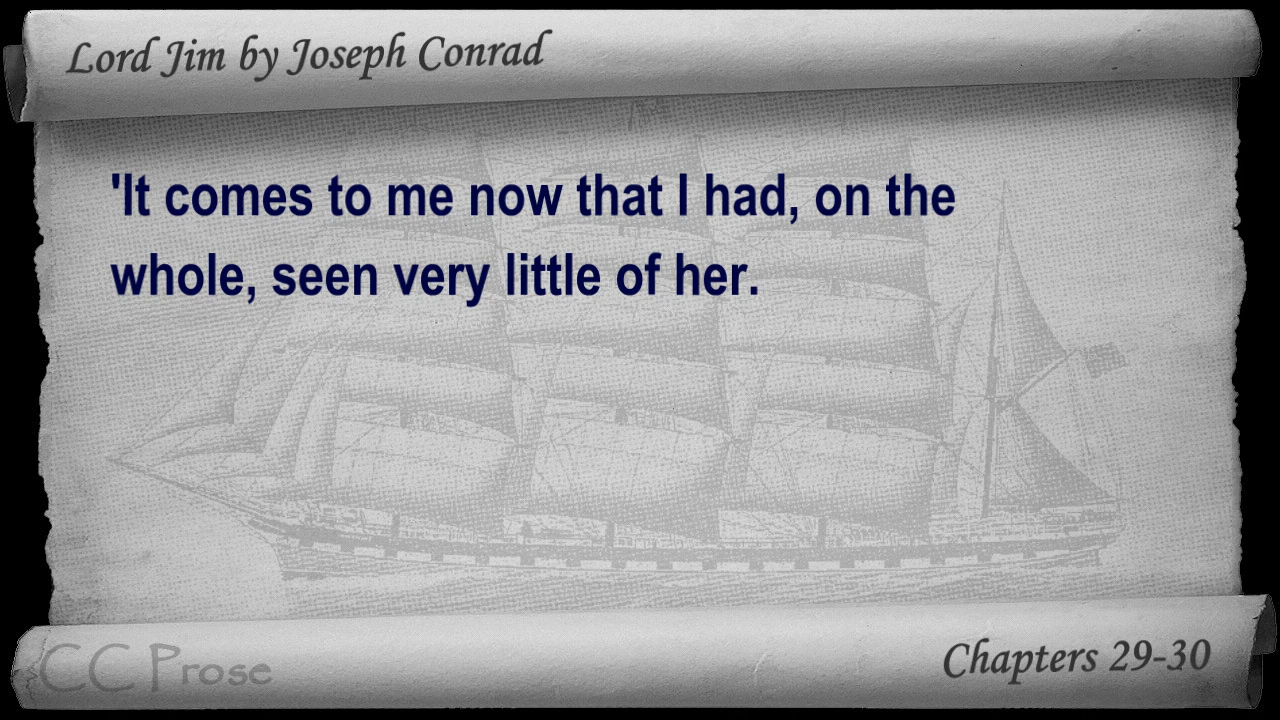 Lord Jim by Joseph Conrad
'It comes to me now that I had, on the
whole, seen very little of her.
CC Prose
Chapters 29-30